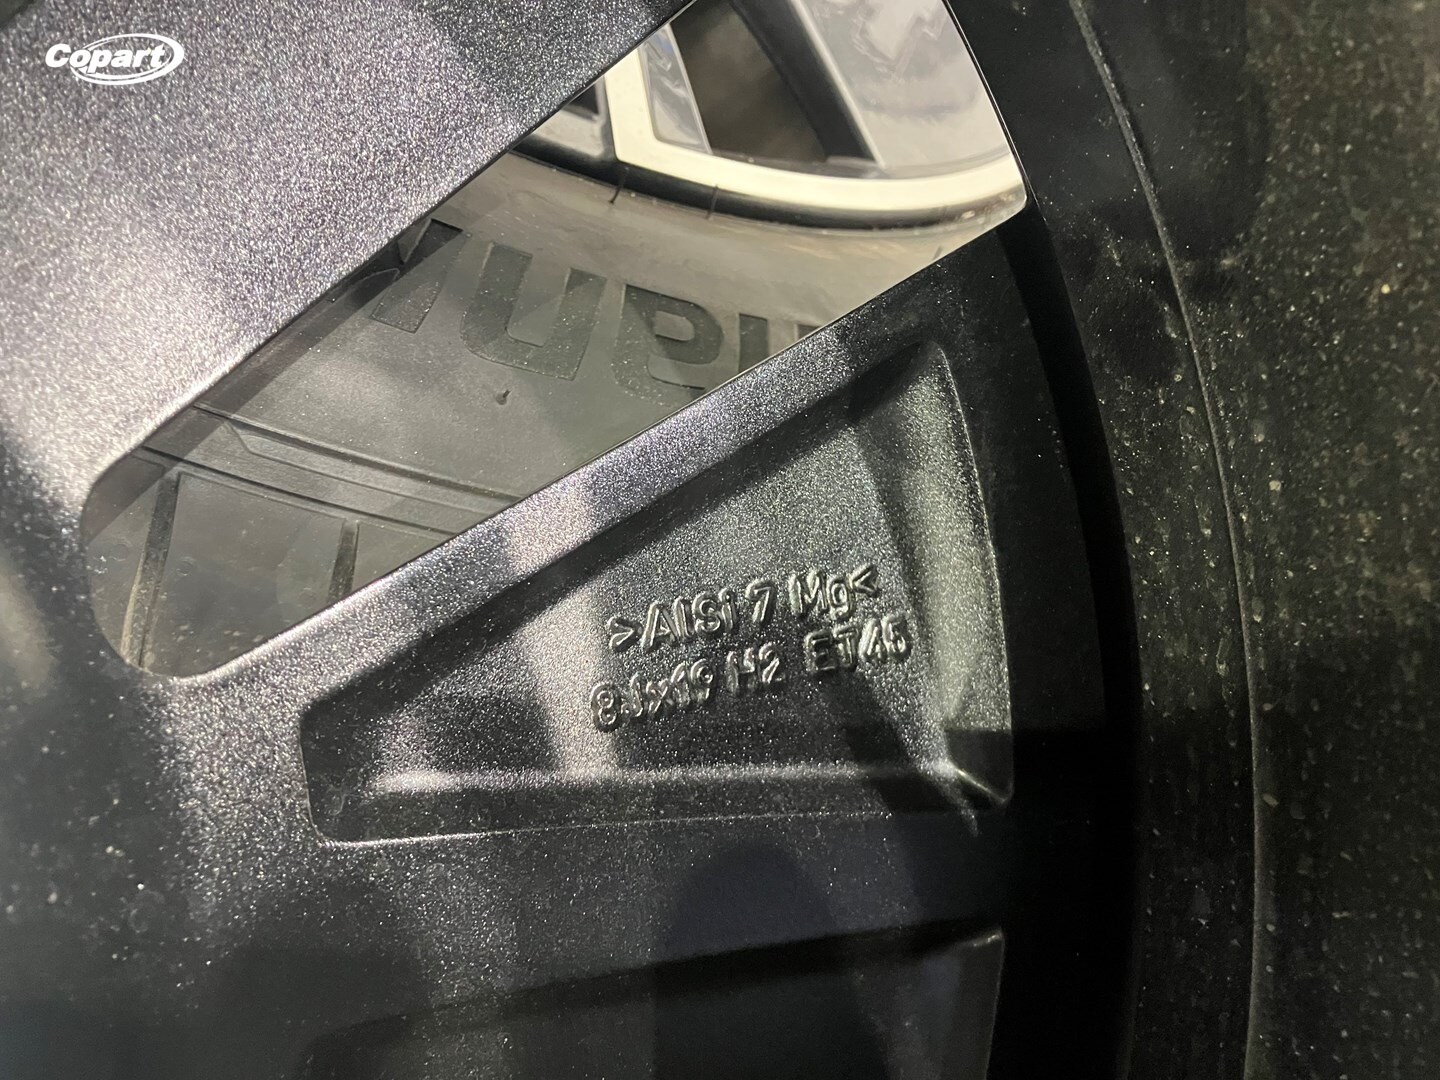 Copart
>AlSi 7 Mg<
8Jx19 H2 ET45